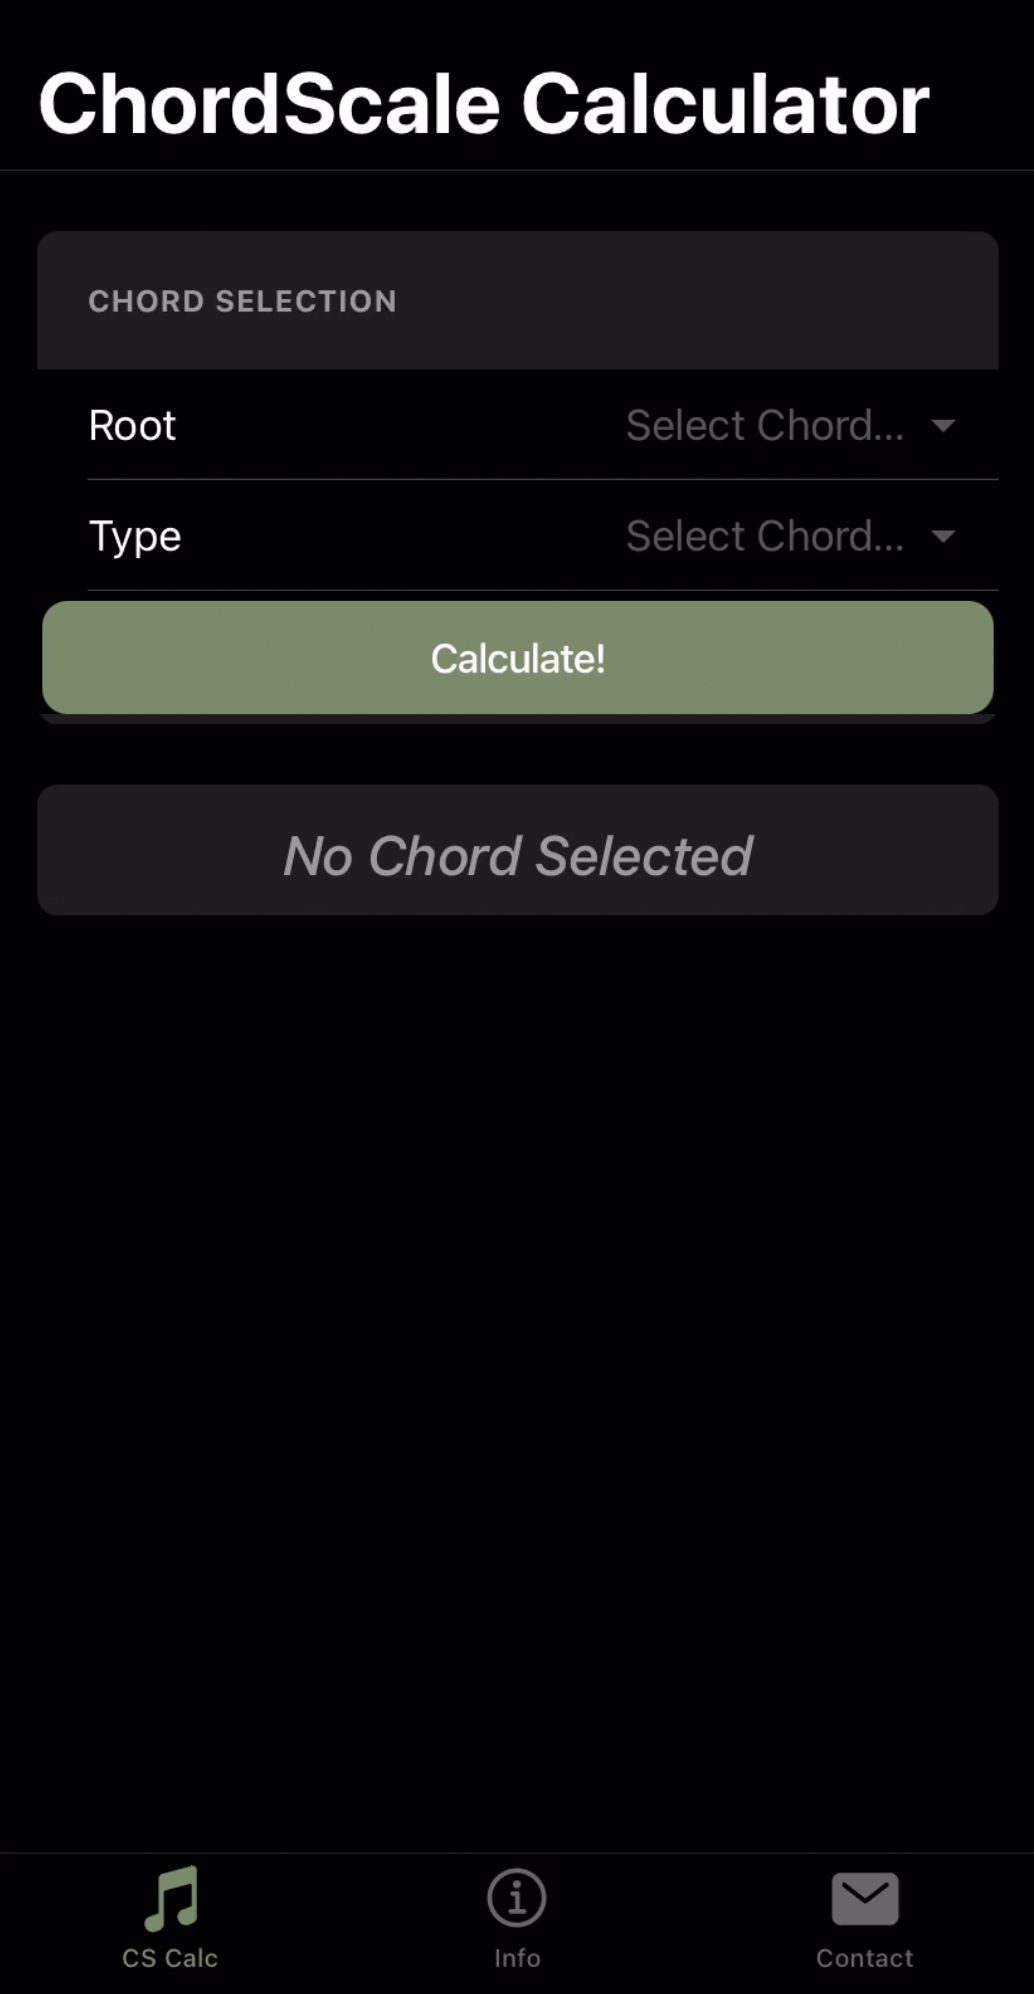 ChordScale Calculator
CHORD SELECTION
Root Select Chord...
Type Select Chord...
Calculate!
No Chord Selected
CS Calc Info Contact